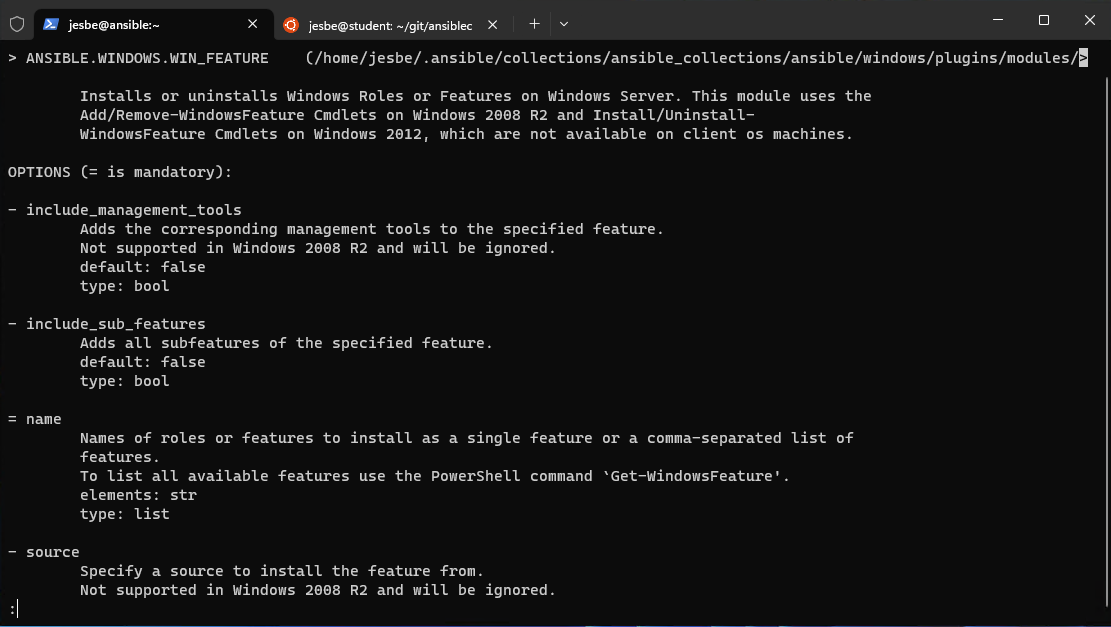 jesbe@ansible:~
jesbe@student: ~/git/ansiblec
> ANSIBLE.WINDOWS.WIN_FEATURE    (/home/jesbe/.ansible/collections/ansible_collections/ansible/windows/plugins/modules/>
Installs or uninstalls Windows Roles or Features on Windows Server. This module uses the
Add/Remove-WindowsFeature Cmdlets on Windows 2008 R2 and Install/Uninstall-
WindowsFeature Cmdlets on Windows 2012, which are not available on client os machines.
OPTIONS (= is mandatory):
- include_management_tools
Adds the corresponding management tools to the specified feature.
Not supported in Windows 2008 R2 and will be ignored.
default: false
type: bool
- include_sub_features
Adds all subfeatures of the specified feature.
default: false
type: bool
= name
Names of roles or features to install as a single feature or a comma-separated list of
features.
To list all available features use the PowerShell command `Get-WindowsFeature'.
elements: str
type: list
- source
Specify a source to install the feature from.
Not supported in Windows 2008 R2 and will be ignored.
: